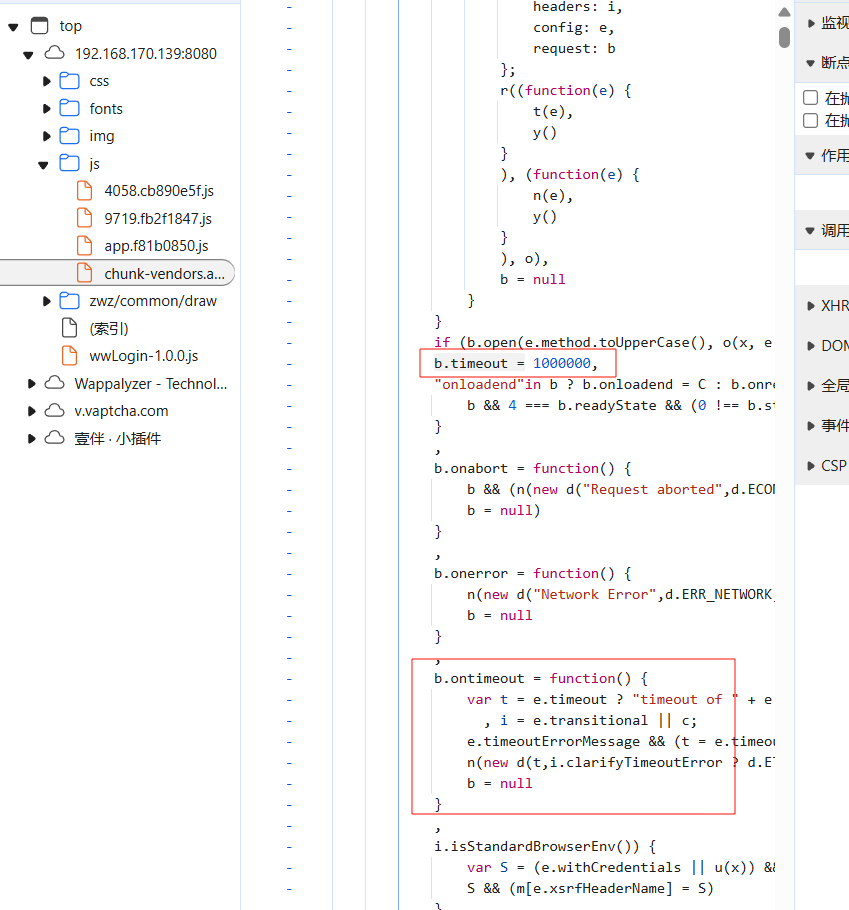 top
192.168.170.139:8080
css
fonts
img
js
4058.cb890e5f.js
9719.fb2f1847.js
app.f81b0850.js
chunk-vendors.a...
zwz/common/draw
(索引)
wwLogin-1.0.0.js
Wappalyzer - Technol...
v.vaptcha.com
壹伴 · 小插件
headers: i,
config: e,
request: b
};
r((function(e) {
t(e),
y()
}
), (function(e) {
n(e),
y()
}
), o),
b = null
}
}
if (b.open(e.method.toUpperCase(), o(x, e
b.timeout = 1000000,
"onloadend"in b ? b.onloadend = C : b.onre
b && 4 === b.readyState && (0 !== b.st
}
,
b.onabort = function() {
b && (n(new d("Request aborted",d.ECON
b = null)
}
,
b.onerror = function() {
n(new d("Network Error",d.ERR_NETWORK,
b = null
}
,
b.ontimeout = function() {
var t = e.timeout ? "timeout of " + e
, i = e.transitional || c;
e.timeoutErrorMessage && (t = e.timeou
n(new d(t,i.clarifyTimeoutError ? d.ET
b = null
}
,
i.isStandardBrowserEnv()) {
var S = (e.withCredentials || u(x)) &&
S && (m[e.xsrfHeaderName] = S)
}
监视
断点
在抛
在抛
作用
调用
XHR
DOM
全局
事件
CSP